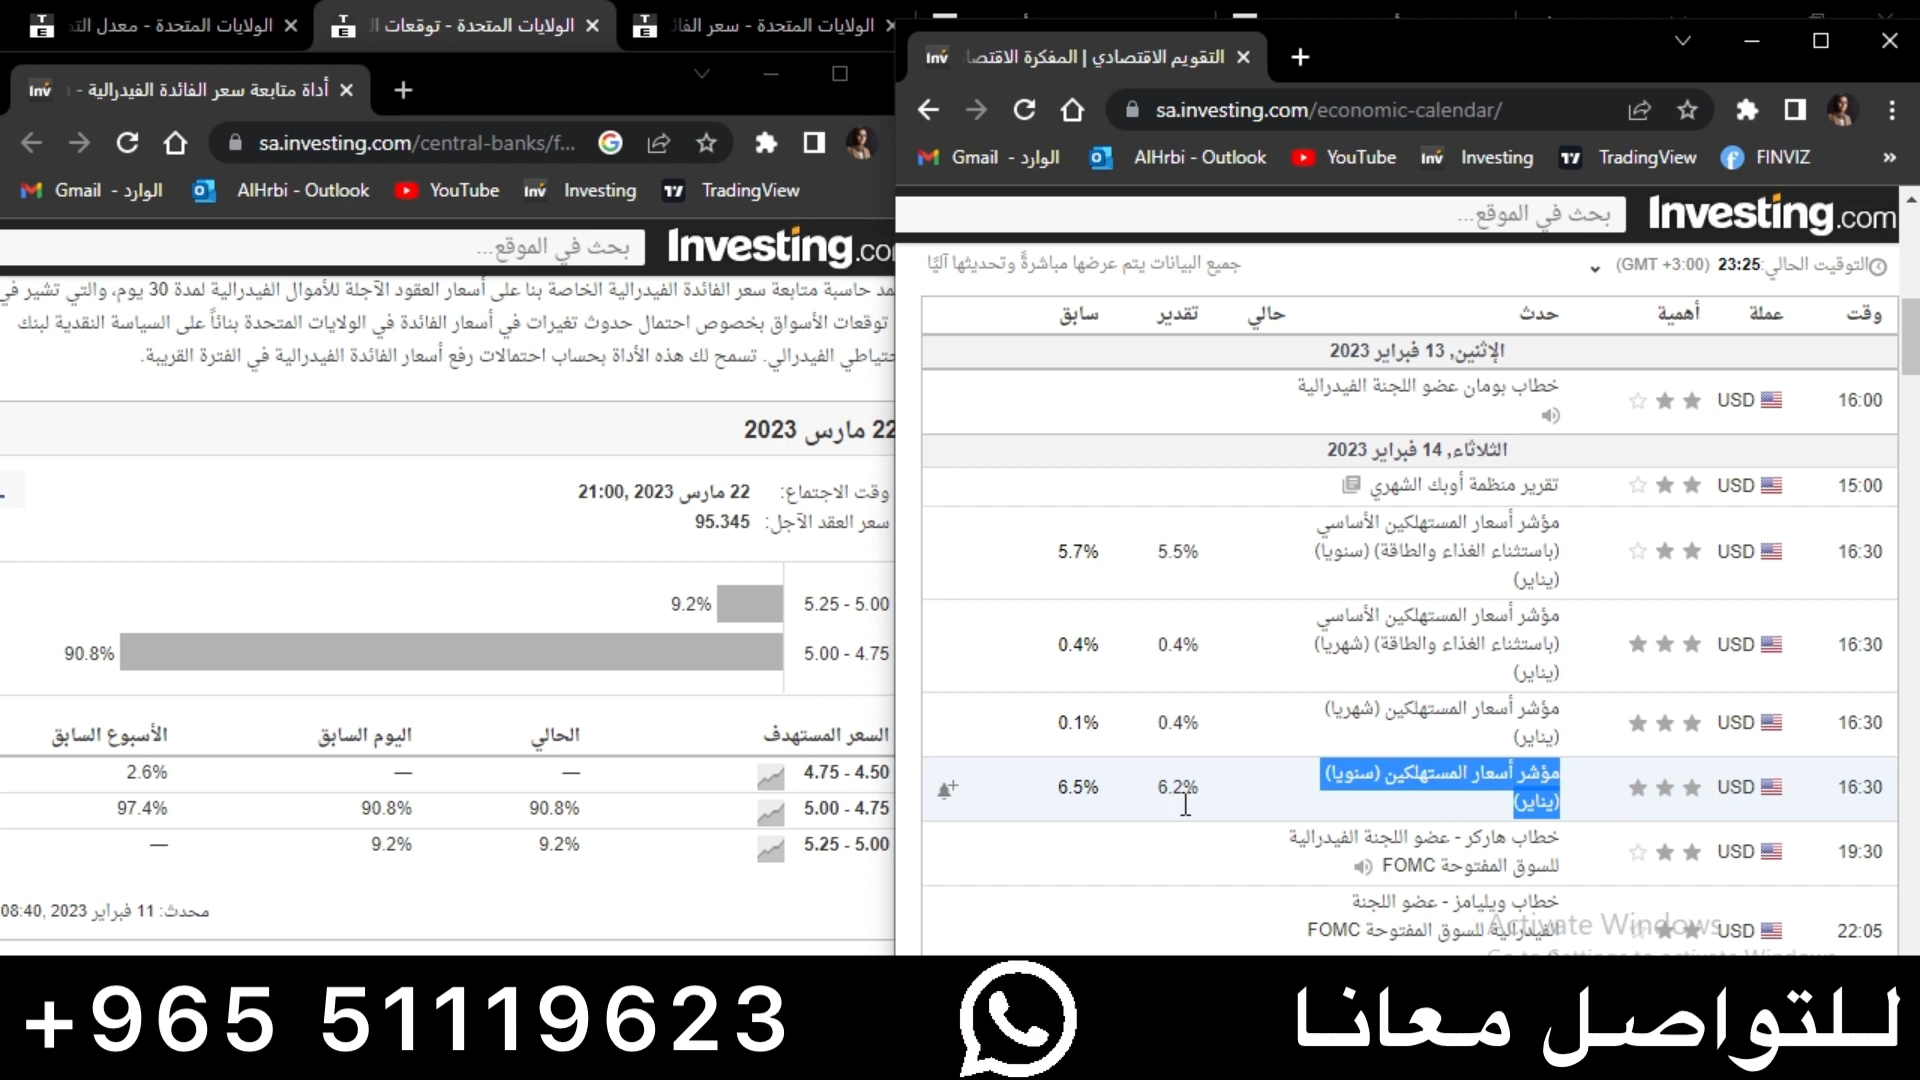 الولايات المتحدة - معدل التض
الولايات المتحدة - توقعات ا
الولايات المتحدة - سعر الفائ
Inv أداة متابعة سعر الفائدة الفيدرالية -
sa.investing.com/central-banks/f...
Gmail - الوارد
AlHrbi - Outlook
YouTube
Inv Investing
TradingView
بحث في الموقع...
Investing.co
مد حاسبة متابعة سعر الفائدة الفيدرالية الخاصة بنا على أسعار العقود الآجلة للأموال الفيدرالية لمدة 30 يوم، والتي تشير في
توقعات الأسواق بخصوص احتمال حدوث تغيرات في أسعار الفائدة في الولايات المتحدة بنائاً على السياسة النقدية لبنك
حتياطي الفيدرالي. تسمح لك هذه الأداة بحساب احتمالات رفع أسعار الفائدة الفيدرالية في الفترة القريبة.
22 مارس 2023
وقت الاجتماع: 22 مارس 2023, 21:00
سعر العقد الآجل: 95.345
5.00 - 5.25 9.2%
4.75 - 5.00 90.8%
السعر المستهدف الحالي اليوم السابق الأسبوع السابق
4.50 - 4.75 — — 2.6%
4.75 - 5.00 90.8% 90.8% 97.4%
5.00 - 5.25 9.2% 9.2% —
محدث: 11 فبراير 2023, 08:40
Inv التقويم الاقتصادي | المفكرة الاقتصا
sa.investing.com/economic-calendar/
Gmail - الوارد
AlHrbi - Outlook
YouTube
Inv Investing
TradingView
FINVIZ
»
بحث في الموقع...
Investing.com
التوقيت الحالي: 23:25 (GMT +3:00)
جميع البيانات يتم عرضها مباشرةً وتحديثها آليًا
وقت عملة أهمية حدث حالي تقدير سابق
الإثنين, 13 فبراير 2023
16:00 USD خطاب بومان عضو اللجنة الفيدرالية
الثلاثاء, 14 فبراير 2023
15:00 USD تقرير منظمة أوبك الشهري
16:30 USD مؤشر أسعار المستهلكين الأساسي
(باستثناء الغذاء والطاقة) (سنويا)
(يناير) 5.5% 5.7%
16:30 USD مؤشر أسعار المستهلكين الأساسي
(باستثناء الغذاء والطاقة) (شهريا)
(يناير) 0.4% 0.4%
16:30 USD مؤشر أسعار المستهلكين (شهريا)
(يناير) 0.4% 0.1%
16:30 USD مؤشر أسعار المستهلكين (سنويا)
(يناير) 6.2% 6.5%
19:30 USD خطاب هاركر - عضو اللجنة الفيدرالية
للسوق المفتوحة FOMC
22:05 USD خطاب ويليامز - عضو اللجنة
الفيدرالية للسوق المفتوحة FOMC
Activate Windows
للتواصل معانا
+965 51119623